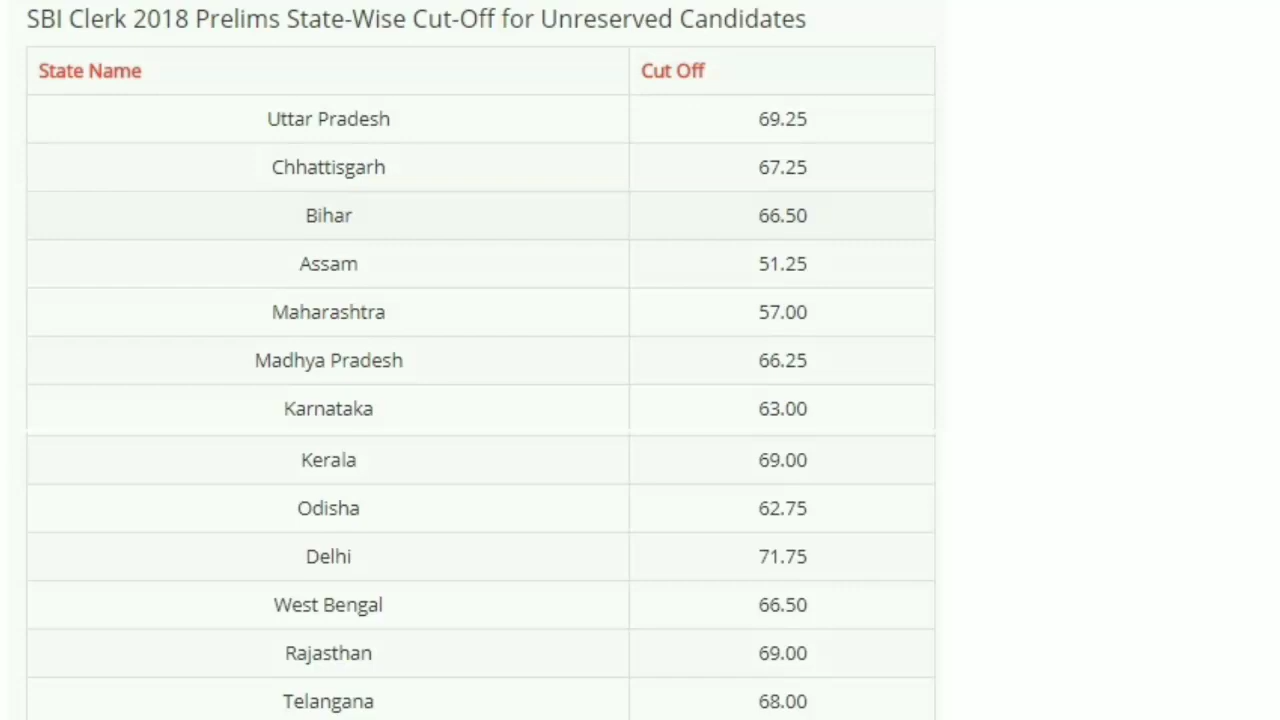 SBI Clerk 2018 Prelims State-Wise Cut-Off for Unreserved Candidates
State Name Cut Off
Uttar Pradesh 69.25
Chhattisgarh 67.25
Bihar 66.50
Assam 51.25
Maharashtra 57.00
Madhya Pradesh 66.25
Karnataka 63.00
Kerala 69.00
Odisha 62.75
Delhi 71.75
West Bengal 66.50
Rajasthan 69.00
Telangana 68.00